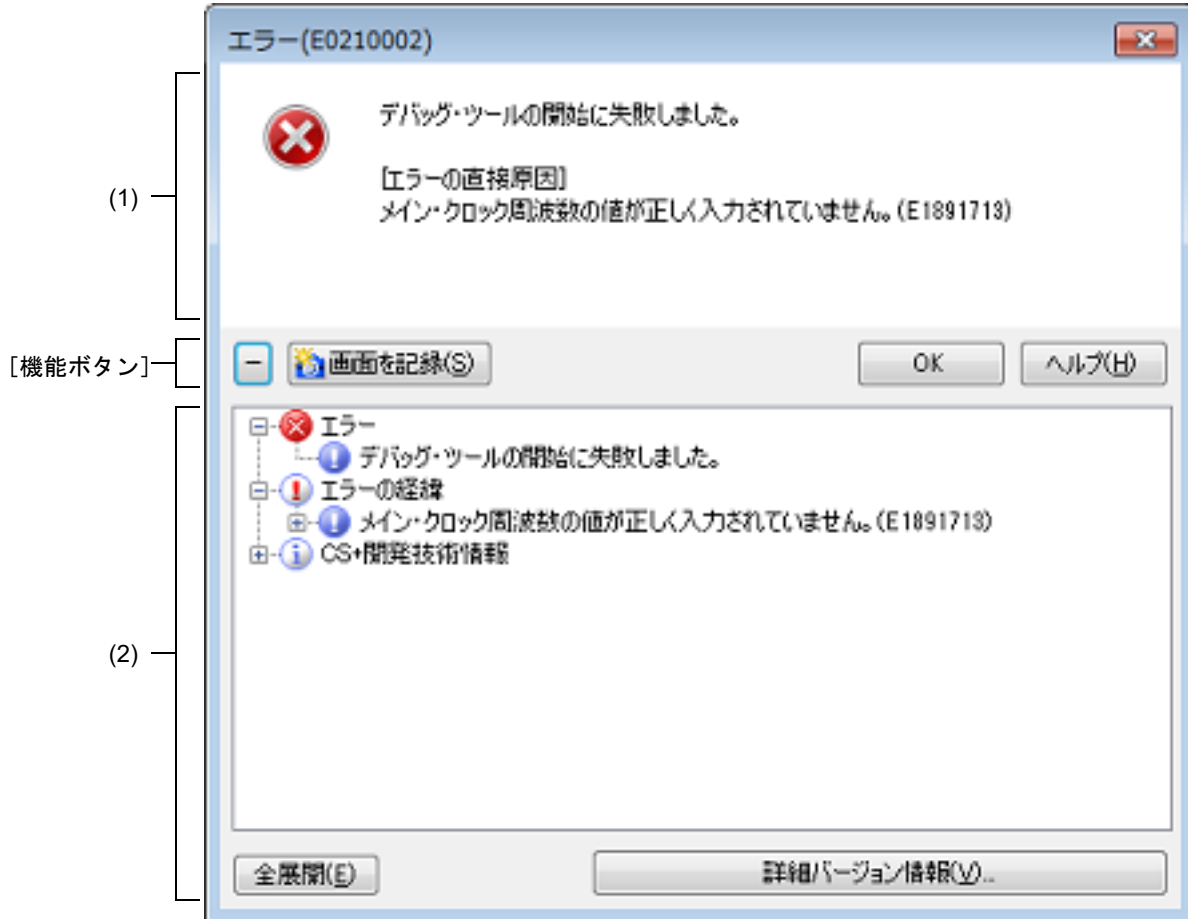 エラー(E0210002)
デバッグ・ツールの開始に失敗しました。
[エラーの直接原因]
メイン・クロック周波数の値が正しく入力されていません。(E1891713)
(1)
[機能ボタン]
－
画面を記録(S)
OK
ヘルプ(H)
エラー
デバッグ・ツールの開始に失敗しました。
エラーの経緯
メイン・クロック周波数の値が正しく入力されていません。(E1891713)
CS+開発技術情報
(2)
全展開(E)
詳細バージョン情報(V)...